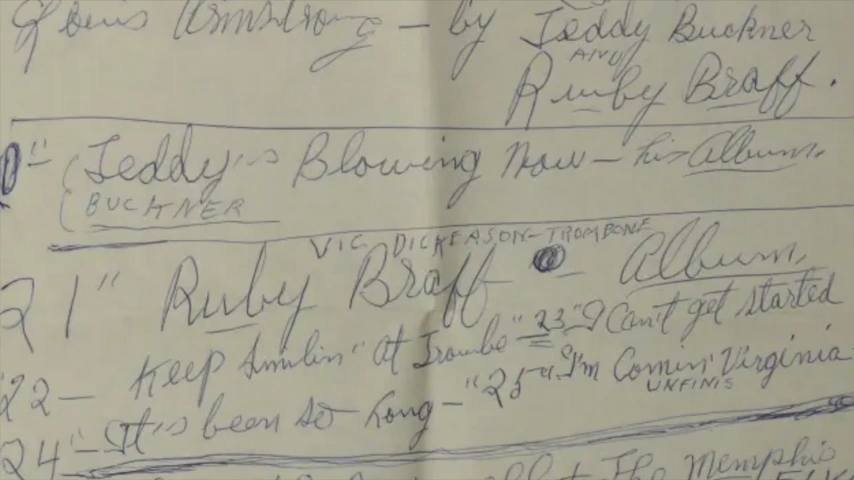 Louis Armstrong — by Teddy Buckner
AND
Ruby Braff.
0" (Teddy is Blowing Now — his Album.
BUCKNER
VIC DICKEASON-TROMBONE
21" Ruby Braff - Album,
22 — Keep Smilin' At Trouble" = 23" I Can't get started
24" — It's been so Long — "25" "I'm Comin' Virginia
UNFINIS
The Memphis